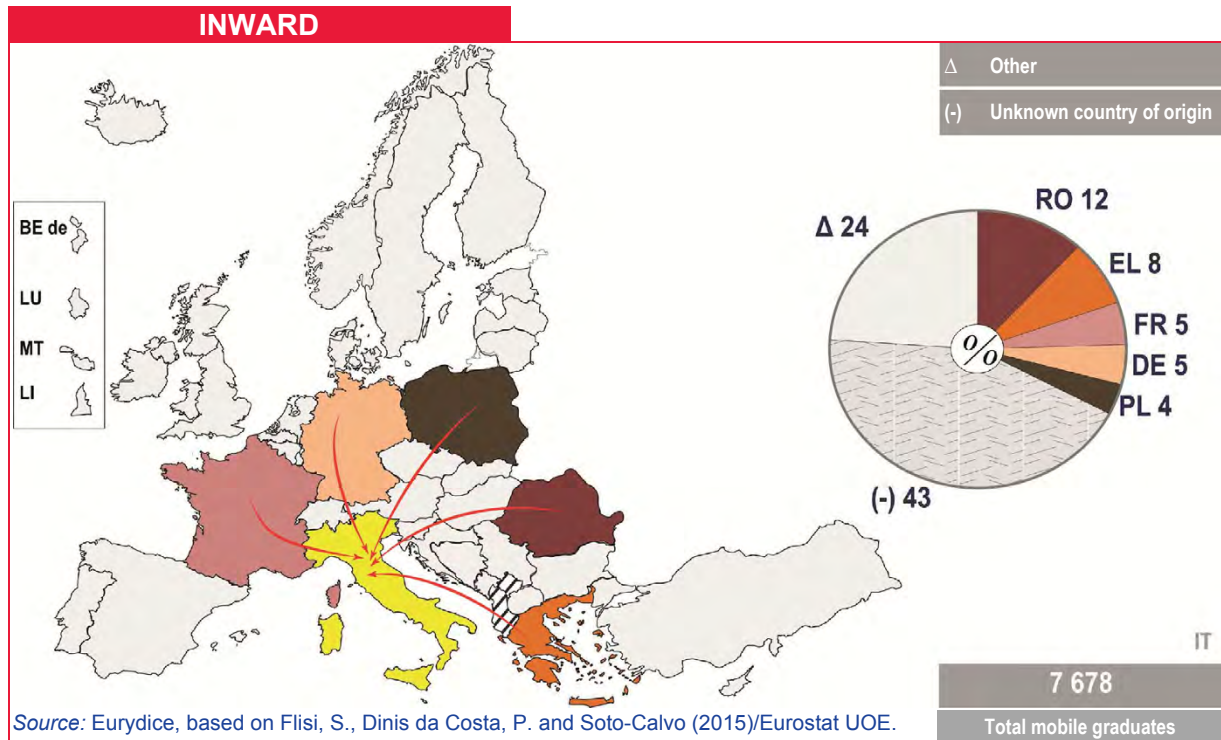 INWARD
Δ Other
(-) Unknown country of origin
BE de
LU
MT
LI
RO 12
EL 8
FR 5
DE 5
PL 4
(-) 43
Δ 24
%
IT
7 678
Total mobile graduates
Source: Eurydice, based on Flisi, S., Dinis da Costa, P. and Soto-Calvo (2015)/Eurostat UOE.